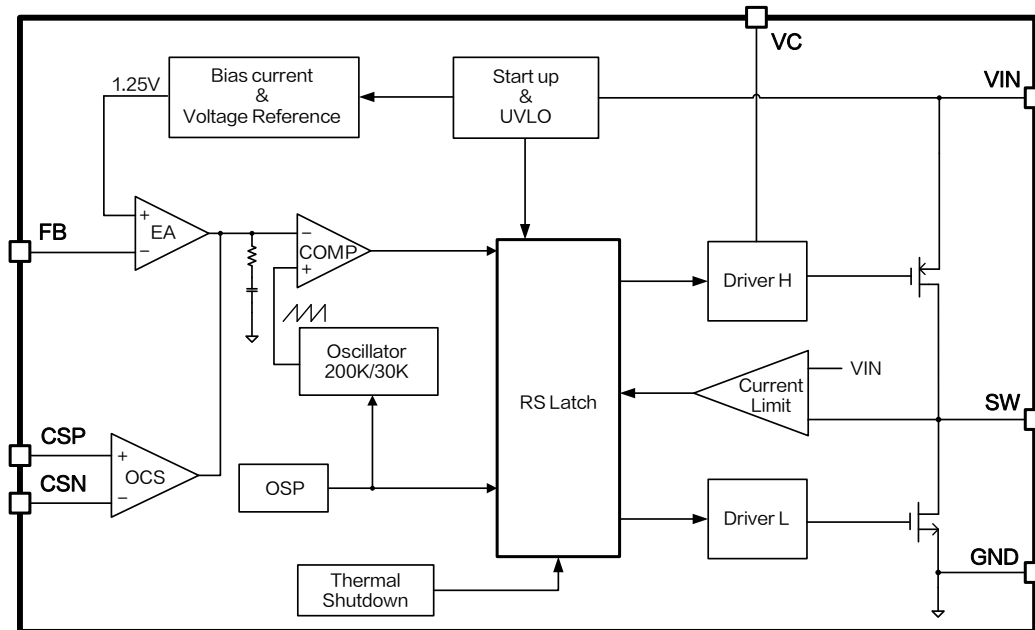 VC
Bias current
&
Voltage Reference
Start up
&
UVLO
VIN
1.25V
FB
+
EA
−
−
COMP
+
Driver H
Oscillator
200K/30K
RS Latch
Current
Limit
VIN
SW
CSP
+
OCS
CSN
−
OSP
Driver L
GND
Thermal
Shutdown